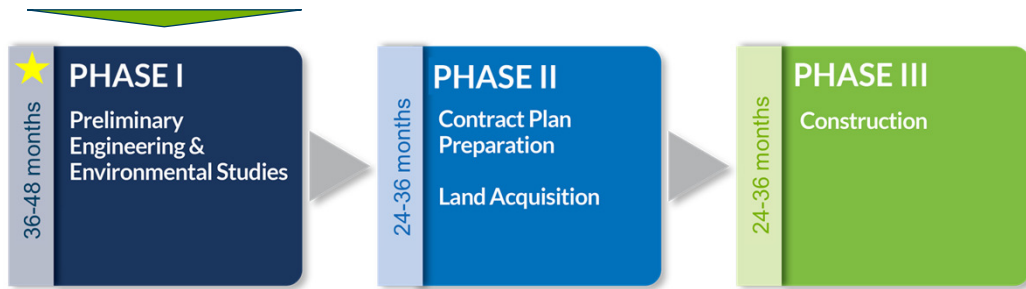 PHASE I
Preliminary
Engineering &
Environmental Studies
36-48 months
PHASE II
Contract Plan
Preparation
Land Acquisition
24-36 months
PHASE III
Construction
24-36 months